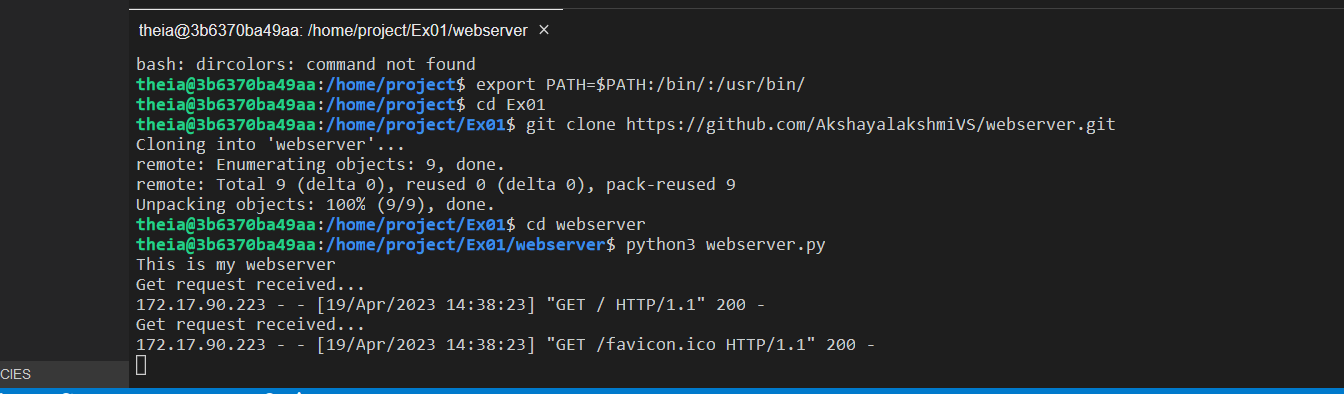 theia@3b6370ba49aa: /home/project/Ex01/webserver ×
bash: dircolors: command not found
theia@3b6370ba49aa:/home/project$ export PATH=$PATH:/bin/:/usr/bin/
theia@3b6370ba49aa:/home/project$ cd Ex01
theia@3b6370ba49aa:/home/project/Ex01$ git clone https://github.com/AkshayalakshmiVS/webserver.git
Cloning into 'webserver'...
remote: Enumerating objects: 9, done.
remote: Total 9 (delta 0), reused 0 (delta 0), pack-reused 9
Unpacking objects: 100% (9/9), done.
theia@3b6370ba49aa:/home/project/Ex01$ cd webserver
theia@3b6370ba49aa:/home/project/Ex01/webserver$ python3 webserver.py
This is my webserver
Get request received...
172.17.90.223 - - [19/Apr/2023 14:38:23] "GET / HTTP/1.1" 200 -
Get request received...
172.17.90.223 - - [19/Apr/2023 14:38:23] "GET /favicon.ico HTTP/1.1" 200 -
CIES